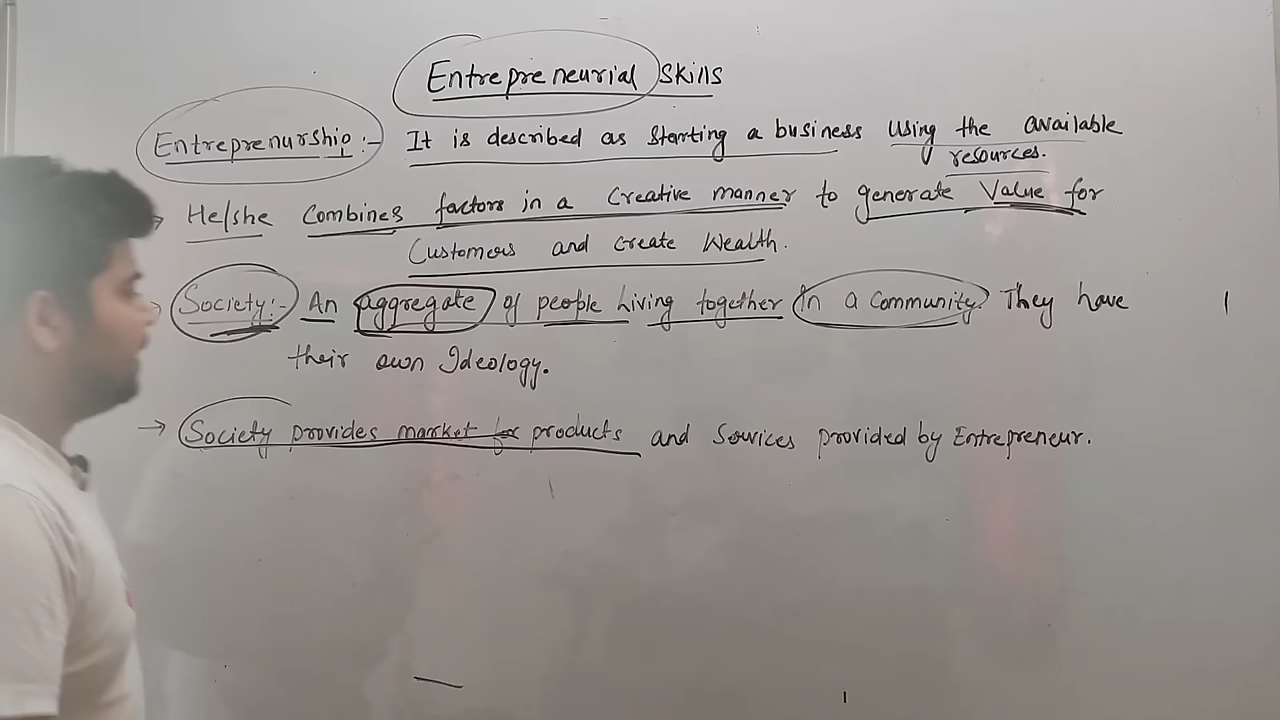 Entrepreneurial Skills
Entreprenurship :- It is described as Starting a business using the available
resources.
→ He/she Combines factors in a Creative manner to generate Value for
Customers and Create Wealth.
→ Society :- An aggregate of people Living together in a Community. They have
their own Ideology.
→ Society provides market for products and Services provided by Entrepreneur.